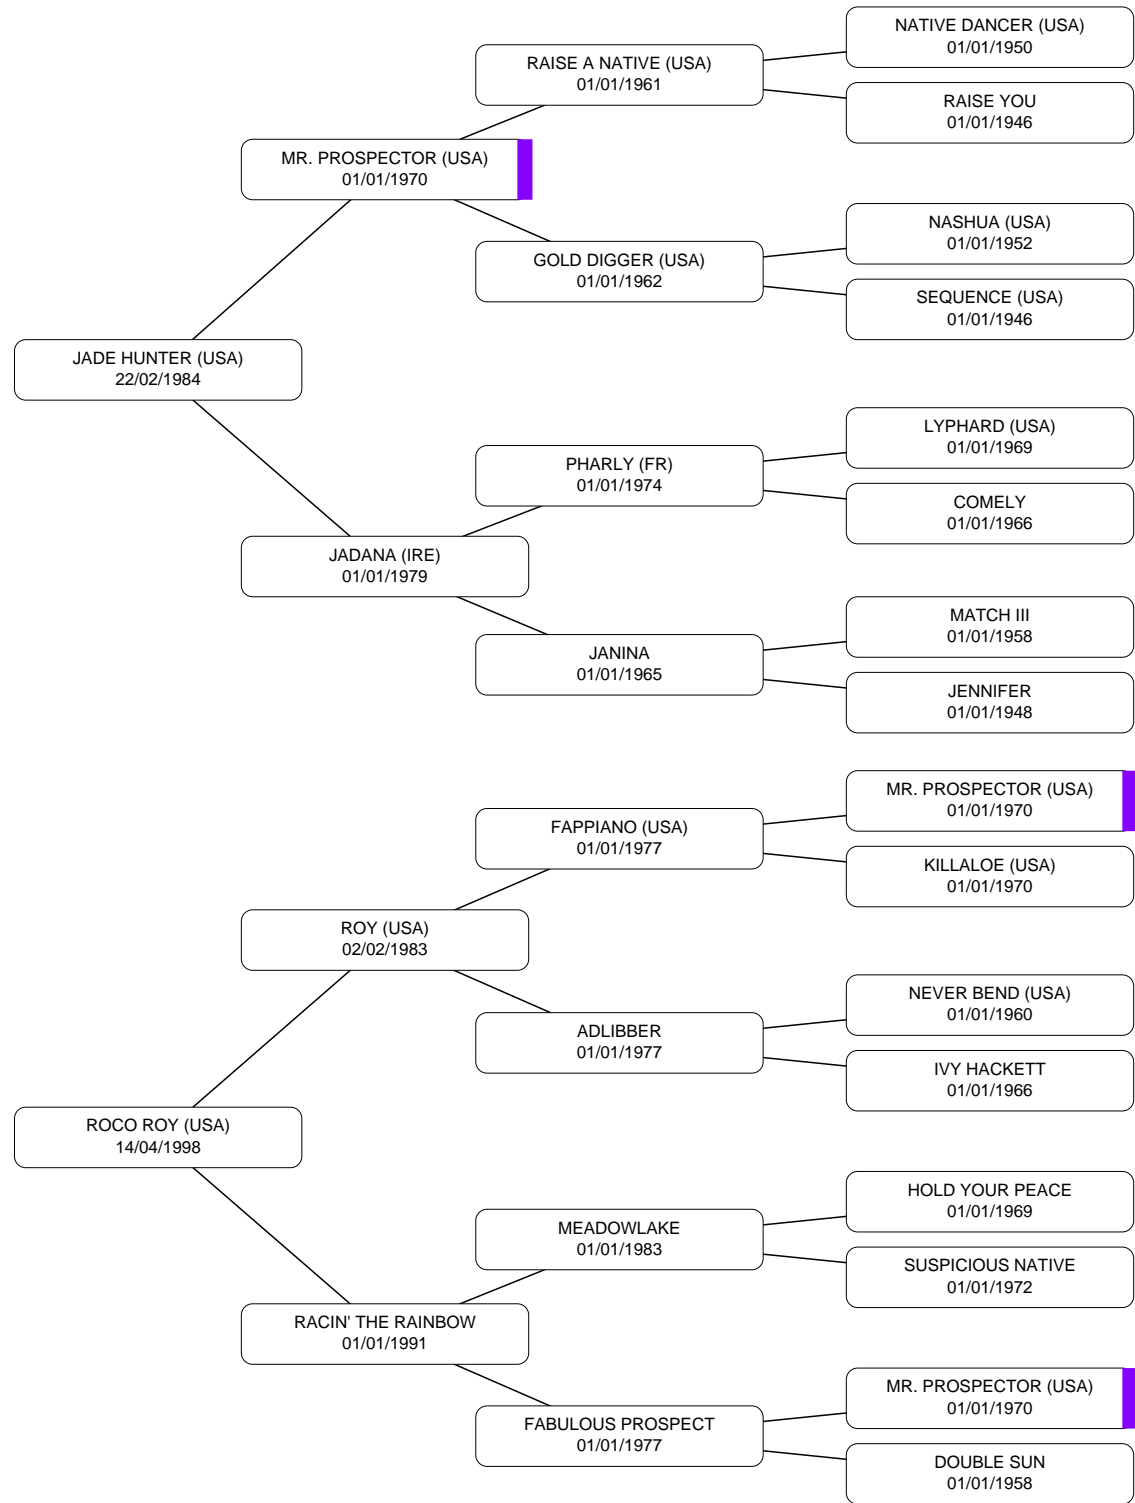 NATIVE DANCER (USA)
01/01/1950
RAISE A NATIVE (USA)
01/01/1961
RAISE YOU
01/01/1946
MR. PROSPECTOR (USA)
01/01/1970
NASHUA (USA)
01/01/1952
GOLD DIGGER (USA)
01/01/1962
SEQUENCE (USA)
01/01/1946
JADE HUNTER (USA)
22/02/1984
LYPHARD (USA)
01/01/1969
PHARLY (FR)
01/01/1974
COMELY
01/01/1966
JADANA (IRE)
01/01/1979
MATCH III
01/01/1958
JANINA
01/01/1965
JENNIFER
01/01/1948
MR. PROSPECTOR (USA)
01/01/1970
FAPPIANO (USA)
01/01/1977
KILLALOE (USA)
01/01/1970
ROY (USA)
02/02/1983
NEVER BEND (USA)
01/01/1960
ADLIBBER
01/01/1977
IVY HACKETT
01/01/1966
ROCO ROY (USA)
14/04/1998
HOLD YOUR PEACE
01/01/1969
MEADOWLAKE
01/01/1983
SUSPICIOUS NATIVE
01/01/1972
RACIN' THE RAINBOW
01/01/1991
MR. PROSPECTOR (USA)
01/01/1970
FABULOUS PROSPECT
01/01/1977
DOUBLE SUN
01/01/1958